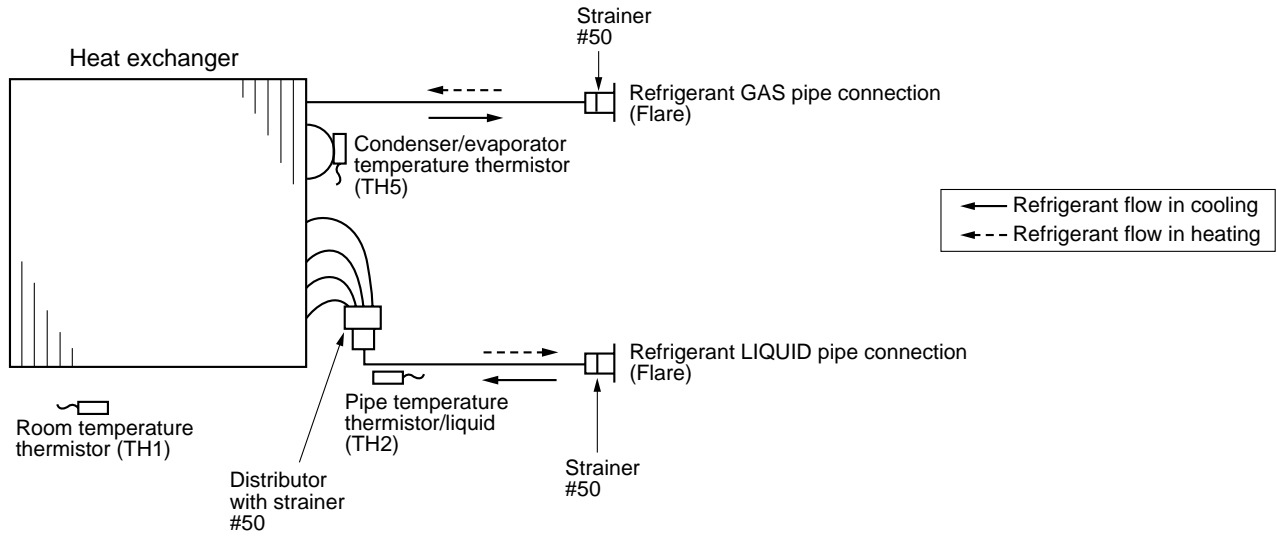 Strainer
#50
Heat exchanger
Refrigerant GAS pipe connection
(Flare)
Condenser/evaporator
temperature thermistor
(TH5)
Refrigerant flow in cooling
Refrigerant flow in heating
Refrigerant LIQUID pipe connection
(Flare)
Pipe temperature
thermistor/liquid
(TH2)
Room temperature
thermistor (TH1)
Distributor
with strainer
#50
Strainer
#50